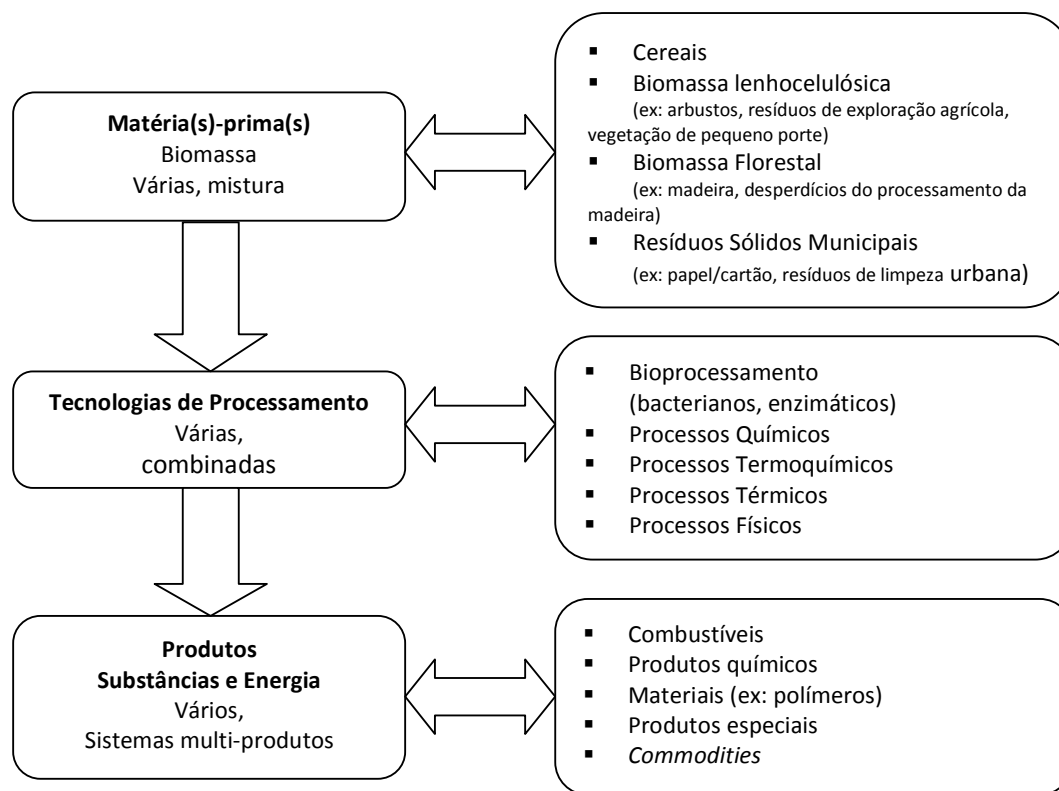 Matéria(s)-prima(s)
Biomassa
Várias, mistura
▪ Cereais
▪ Biomassa lenhocelulósica
(ex: arbustos, resíduos de exploração agrícola,
vegetação de pequeno porte)
▪ Biomassa Florestal
(ex: madeira, desperdícios do processamento da
madeira)
▪ Resíduos Sólidos Municipais
(ex: papel/cartão, resíduos de limpeza urbana)
Tecnologias de Processamento
Várias,
combinadas
▪ Bioprocessamento
(bacterianos, enzimáticos)
▪ Processos Químicos
▪ Processos Termoquímicos
▪ Processos Térmicos
▪ Processos Físicos
Produtos
Substâncias e Energia
Vários,
Sistemas multi-produtos
▪ Combustíveis
▪ Produtos químicos
▪ Materiais (ex: polímeros)
▪ Produtos especiais
▪ Commodities